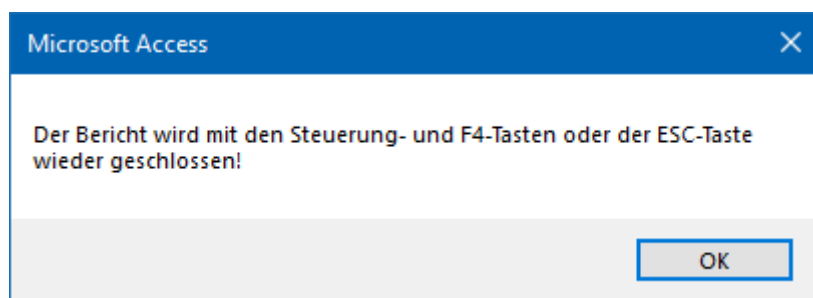 Microsoft Access
Der Bericht wird mit den Steuerung- und F4-Tasten oder der ESC-Taste
wieder geschlossen!
OK